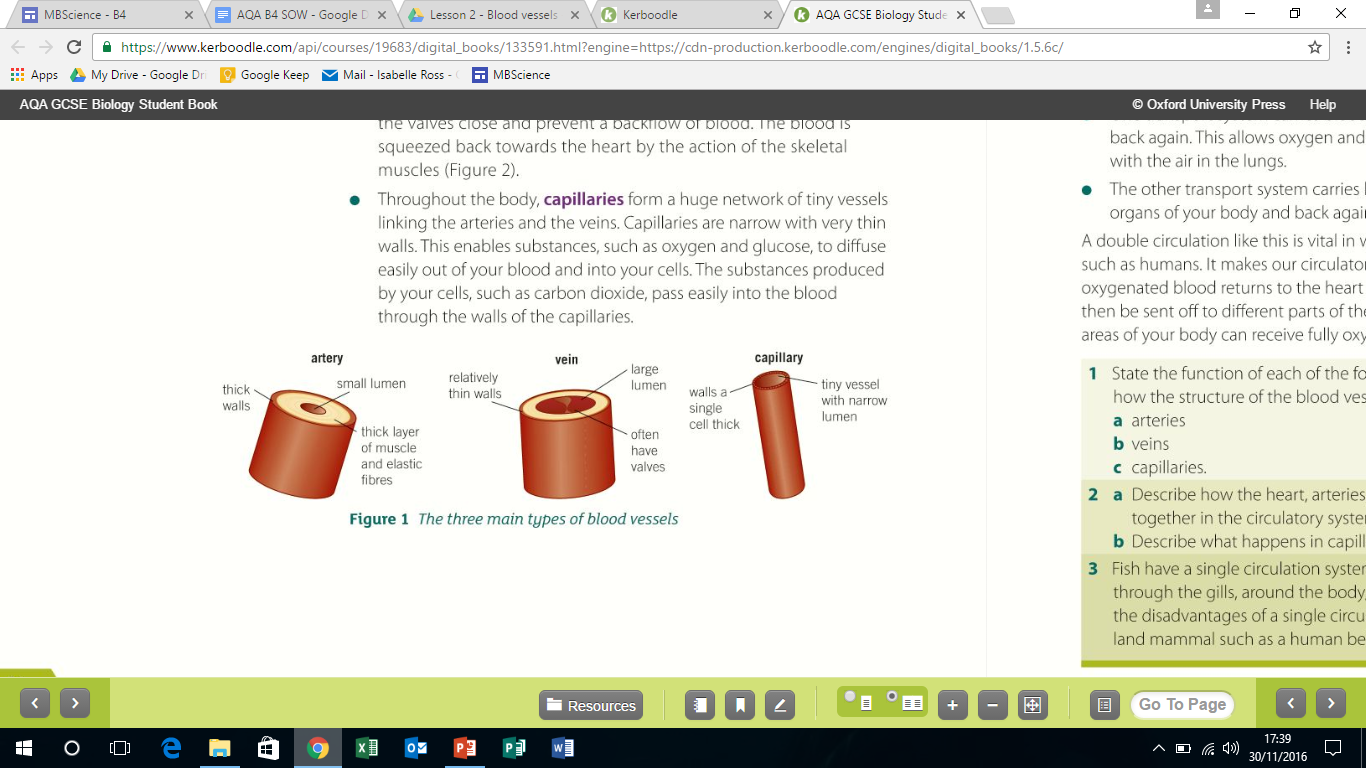 MBScience - B4
AQA B4 SOW - Google D
Lesson 2 - Blood vessels
Kerboodle
AQA GCSE Biology Stude
https://www.kerboodle.com/api/courses/19683/digital_books/133591.html?engine=https://cdn-production.kerboodle.com/engines/digital_books/1.5.6c/
Apps
My Drive - Google Dr
Google Keep
Mail - Isabelle Ross -
MBScience
AQA GCSE Biology Student Book
© Oxford University Press Help
the valves close and prevent a backflow of blood. The blood is
squeezed back towards the heart by the action of the skeletal
muscles (Figure 2).
● Throughout the body, capillaries form a huge network of tiny vessels
linking the arteries and the veins. Capillaries are narrow with very thin
walls. This enables substances, such as oxygen and glucose, to diffuse
easily out of your blood and into your cells. The substances produced
by your cells, such as carbon dioxide, pass easily into the blood
through the walls of the capillaries.
artery
thick
walls
small lumen
thick layer
of muscle
and elastic
fibres
vein
relatively
thin walls
large
lumen
often
have
valves
capillary
walls a
single
cell thick
tiny vessel
with narrow
lumen
Figure 1 The three main types of blood vessels
back again. This allows oxygen and
with the air in the lungs.
● The other transport system carries
organs of your body and back agai
A double circulation like this is vital in
such as humans. It makes our circulato
oxygenated blood returns to the heart
then be sent off to different parts of the
areas of your body can receive fully oxy
1 State the function of each of the fo
how the structure of the blood ves
a arteries
b veins
c capillaries.
2 a Describe how the heart, arteries
together in the circulatory syste
b Describe what happens in capill
3 Fish have a single circulation system
through the gills, around the body,
the disadvantages of a single circu
land mammal such as a human be
Resources
Go To Page
17:39
30/11/2016